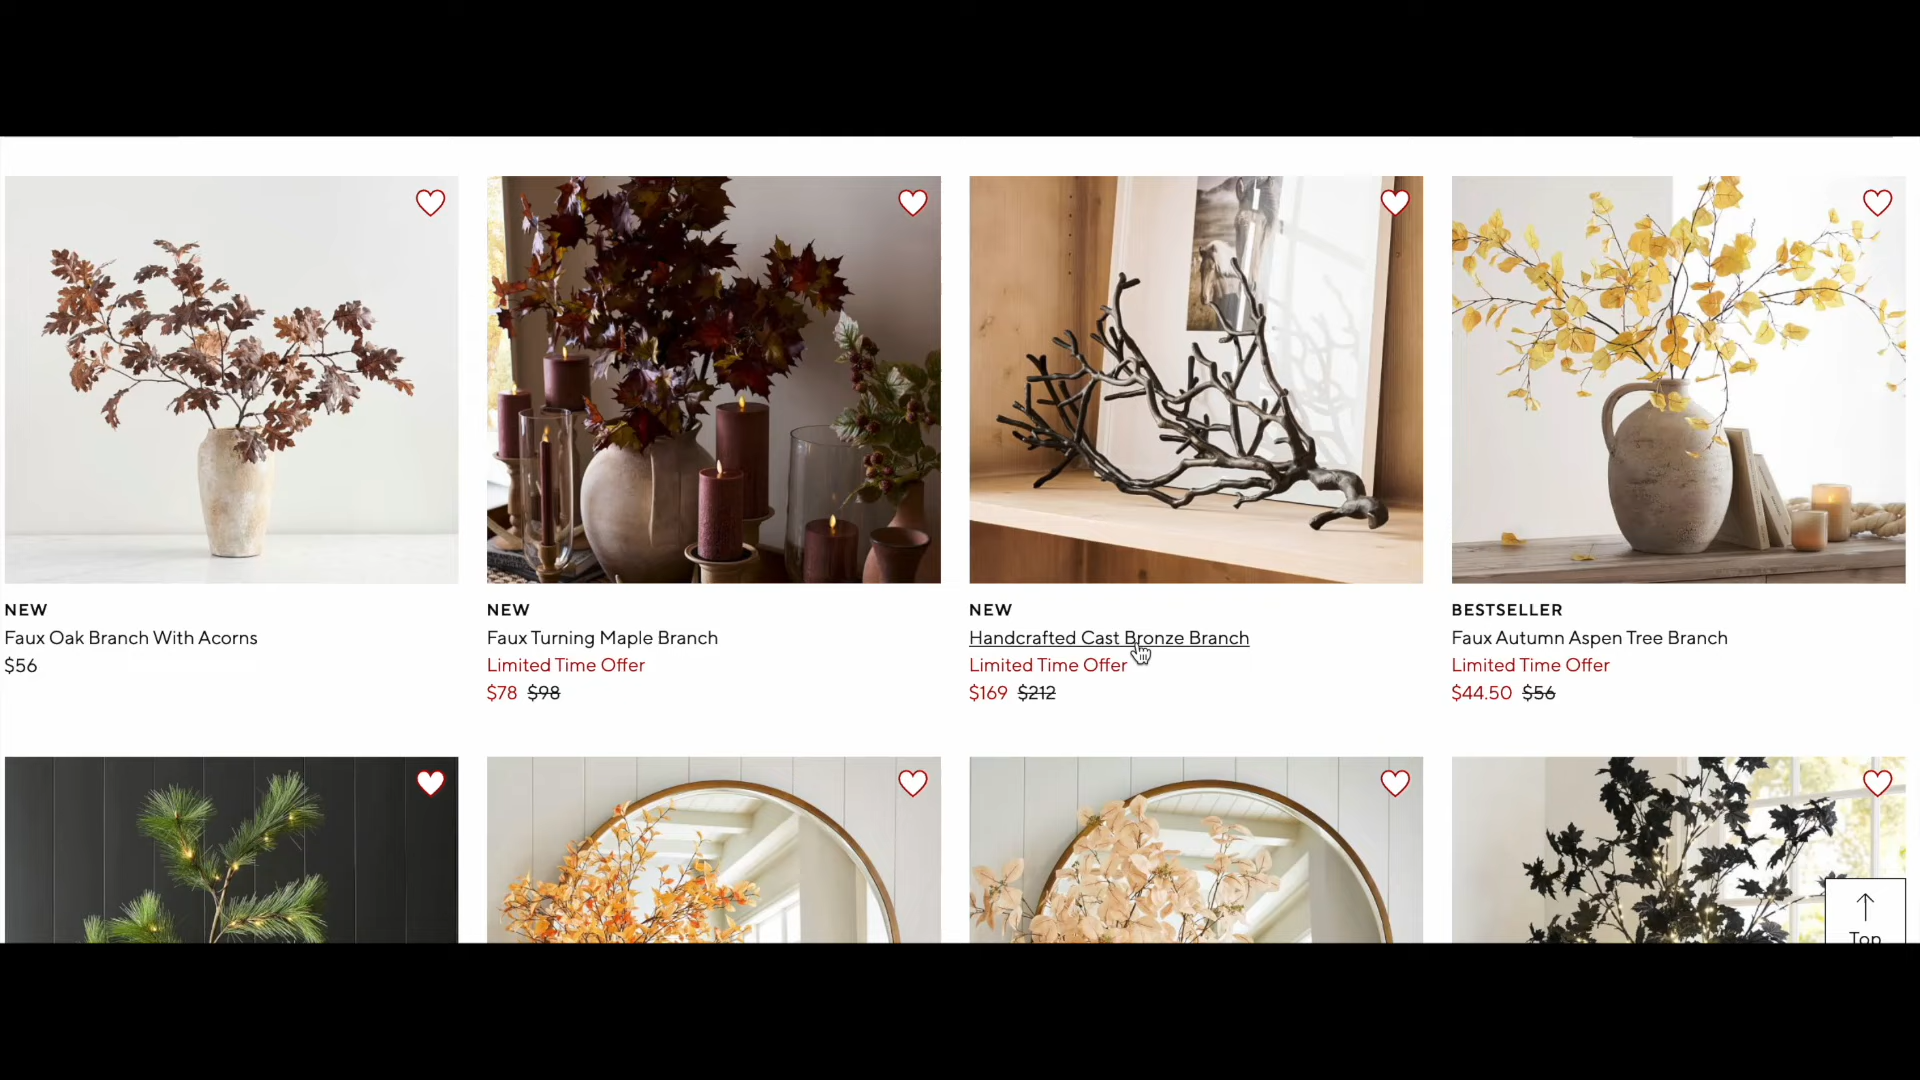 NEW
Faux Oak Branch With Acorns
$56
NEW
Faux Turning Maple Branch
Limited Time Offer
$78 $98
NEW
Handcrafted Cast Bronze Branch
Limited Time Offer
$169 $212
BESTSELLER
Faux Autumn Aspen Tree Branch
Limited Time Offer
$44.50 $56
Top